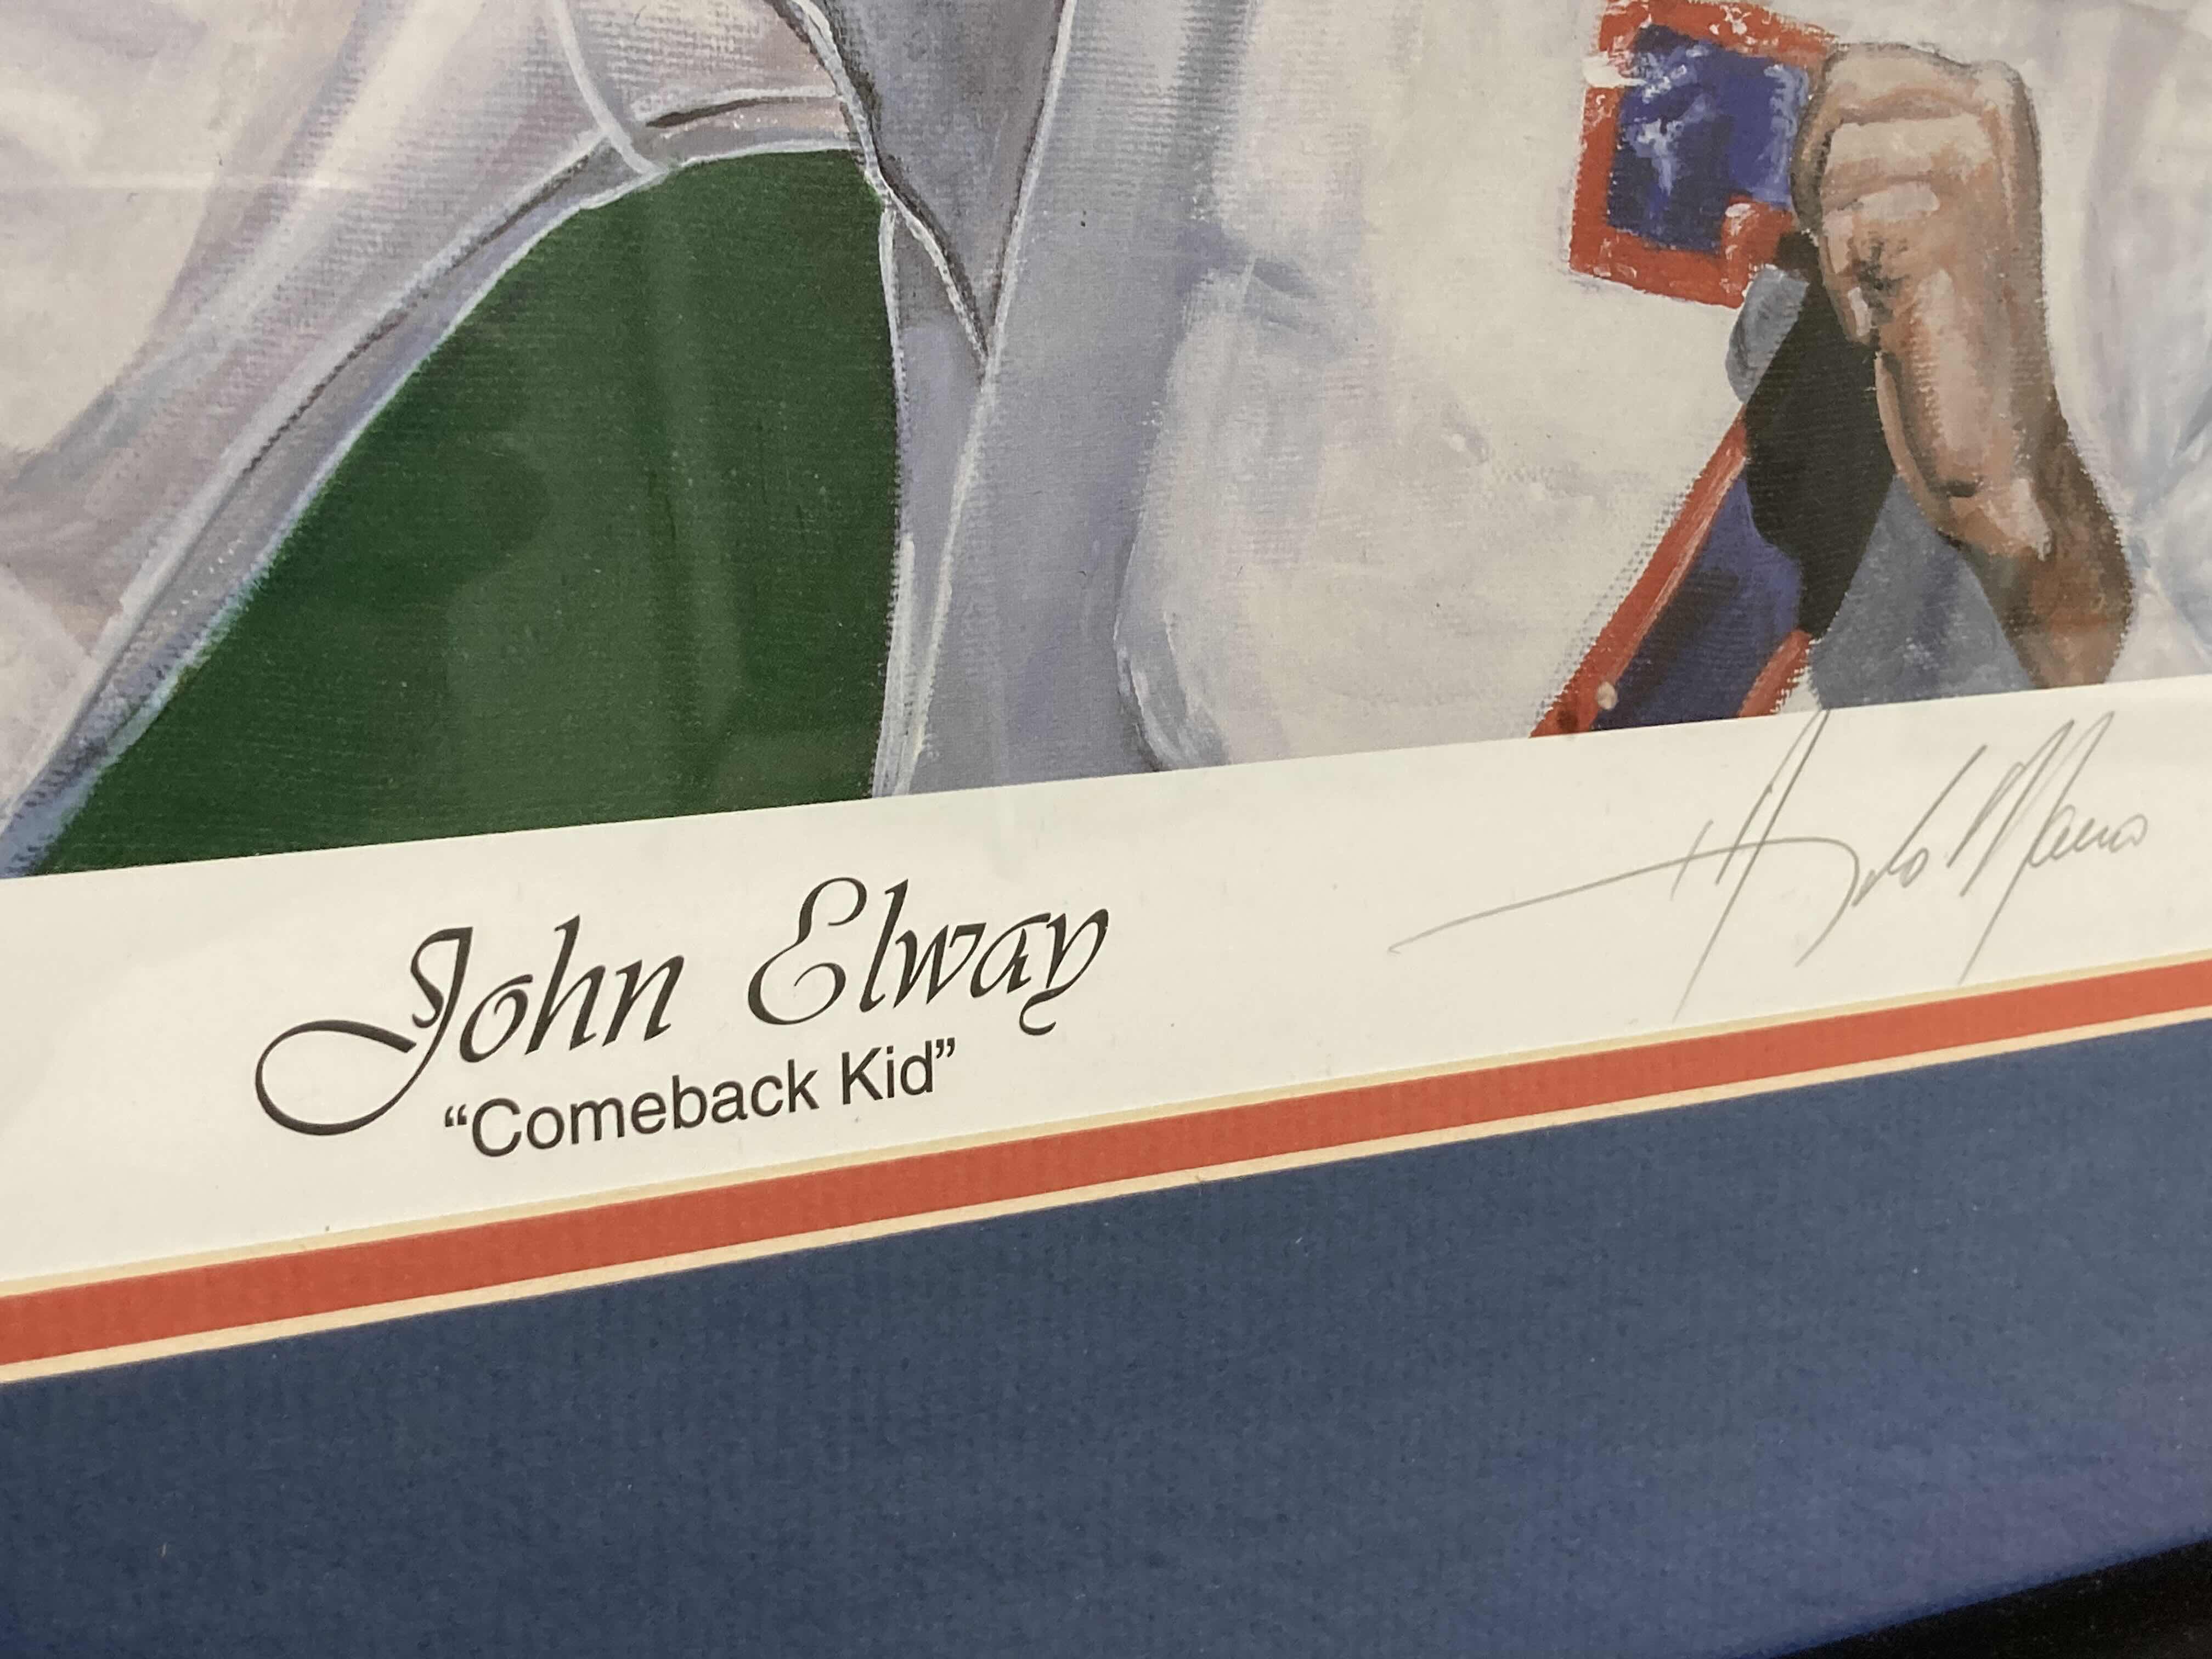 John Elway
“Comeback Kid”